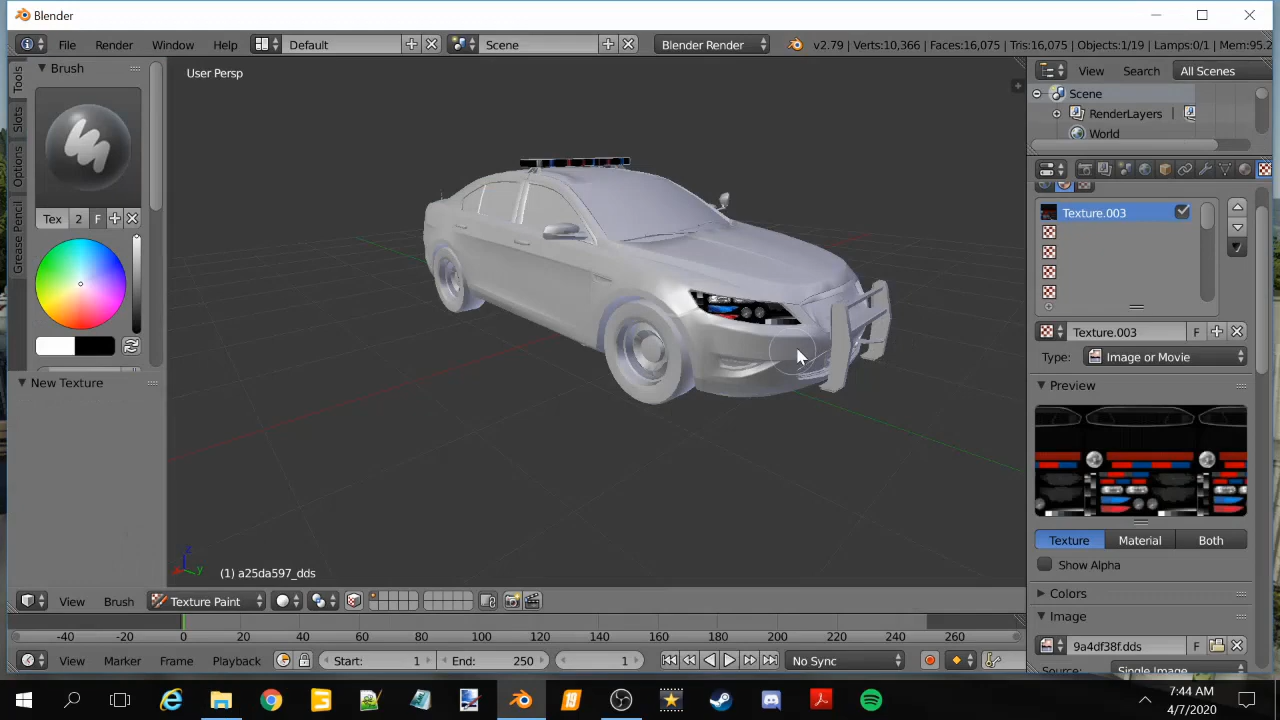 Blender
File Render Window Help Default Scene Blender Render v2.79 | Verts:10,366 | Faces:16,075 | Tris:16,075 | Objects:1/19 | Lamps:0/1 | Mem:95.2
Tools
Slots
Options
Grease Pencil
Brush
Tex 2 F
New Texture
User Persp
(1) a25da597_dds
View Search All Scenes
Scene
RenderLayers
World
Texture.003
Texture.003 F
Type: Image or Movie
Preview
Texture Material Both
Show Alpha
Colors
Image
9a4df38f.dds F
Source: Single Image
View Brush Texture Paint
-40 -20 0 20 40 60 80 100 120 140 160 180 200 220 240 260
View Marker Frame Playback Start: 1 End: 250 1 No Sync
7:44 AM
4/7/2020